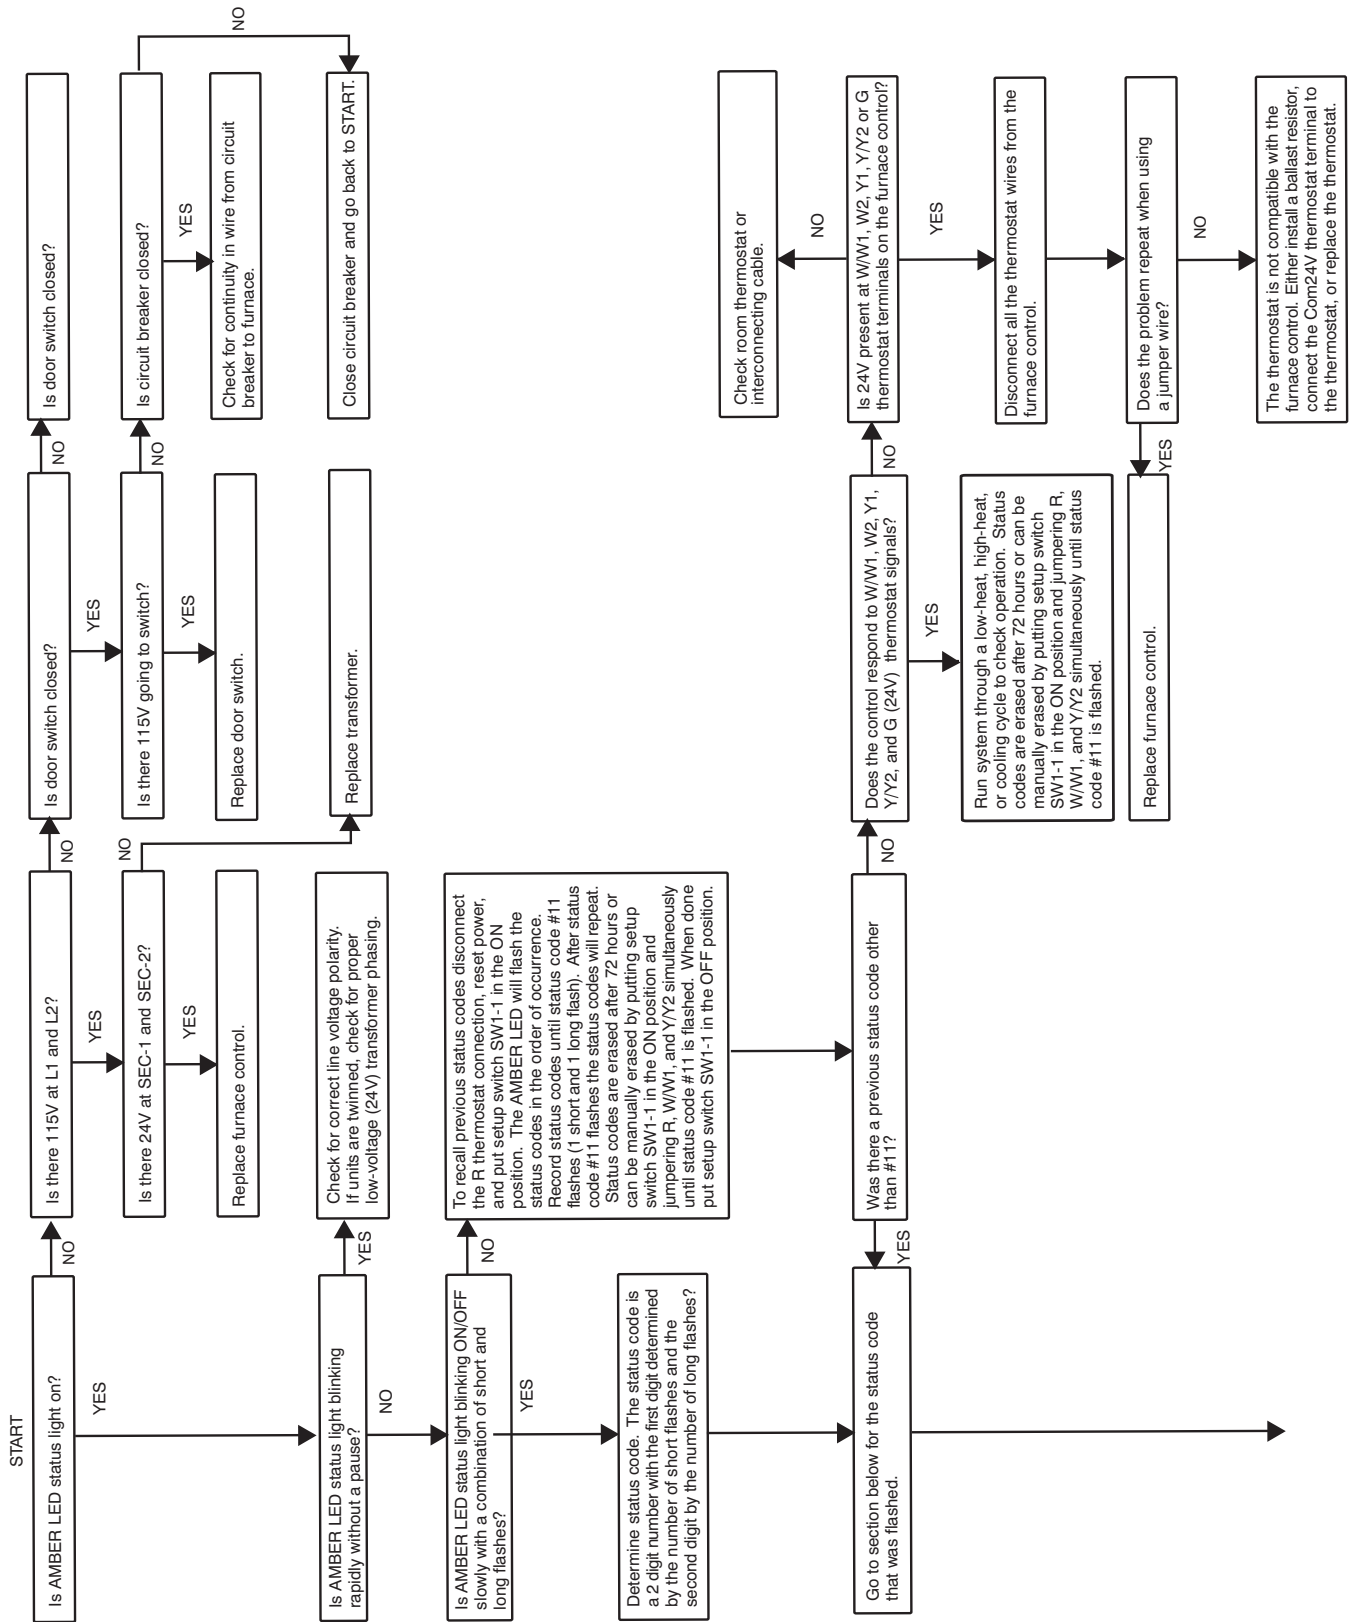 START
Is AMBER LED status light on?
NO
YES
Is there 115V at L1 and L2?
NO
YES
Is door switch closed?
NO
YES
Is door switch closed?
Is there 24V at SEC-1 and SEC-2?
NO
YES
Is there 115V going to switch?
NO
YES
Is circuit breaker closed?
NO
YES
Replace furnace control.
Replace door switch.
Check for continuity in wire from circuit
breaker to furnace.
Is AMBER LED status light blinking
rapidly without a pause?
YES
NO
Check for correct line voltage polarity.
If units are twinned, check for proper
low-voltage (24V) transformer phasing.
Replace transformer.
Close circuit breaker and go back to START.
Is AMBER LED status light blinking ON/OFF
slowly with a combination of short and
long flashes?
NO
YES
To recall previous status codes disconnect
the R thermostat connection, reset power,
and put setup switch SW1-1 in the ON
position. The AMBER LED will flash the
status codes in the order of occurrence.
Record status codes until status code #11
flashes (1 short and 1 long flash). After status
code #11 flashes the status codes will repeat.
Status codes are erased after 72 hours or
can be manually erased by putting setup
switch SW1-1 in the ON position and
jumpering R, W/W1, and Y/Y2 simultaneously
until status code #11 is flashed. When done
put setup switch SW1-1 in the OFF position.
Determine status code. The status code is
a 2 digit number with the first digit determined
by the number of short flashes and the
second digit by the number of long flashes?
Go to section below for the status code
that was flashed.
YES
Was there a previous status code other
than #11?
NO
Does the control respond to W/W1, W2, Y1,
Y/Y2, and G (24V) thermostat signals?
NO
YES
Is 24V present at W/W1, W2, Y1, Y/Y2 or G
thermostat terminals on the furnace control?
NO
YES
Check room thermostat or
interconnecting cable.
Run system through a low-heat, high-heat,
or cooling cycle to check operation. Status
codes are erased after 72 hours or can be
manually erased by putting setup switch
SW1-1 in the ON position and jumpering R,
W/W1, and Y/Y2 simultaneously until status
code #11 is flashed.
Disconnect all the thermostat wires from the
furnace control.
Replace furnace control.
YES
Does the problem repeat when using
a jumper wire?
NO
The thermostat is not compatible with the
furnace control. Either install a ballast resistor,
connect the Com24V thermostat terminal to
the thermostat, or replace the thermostat.